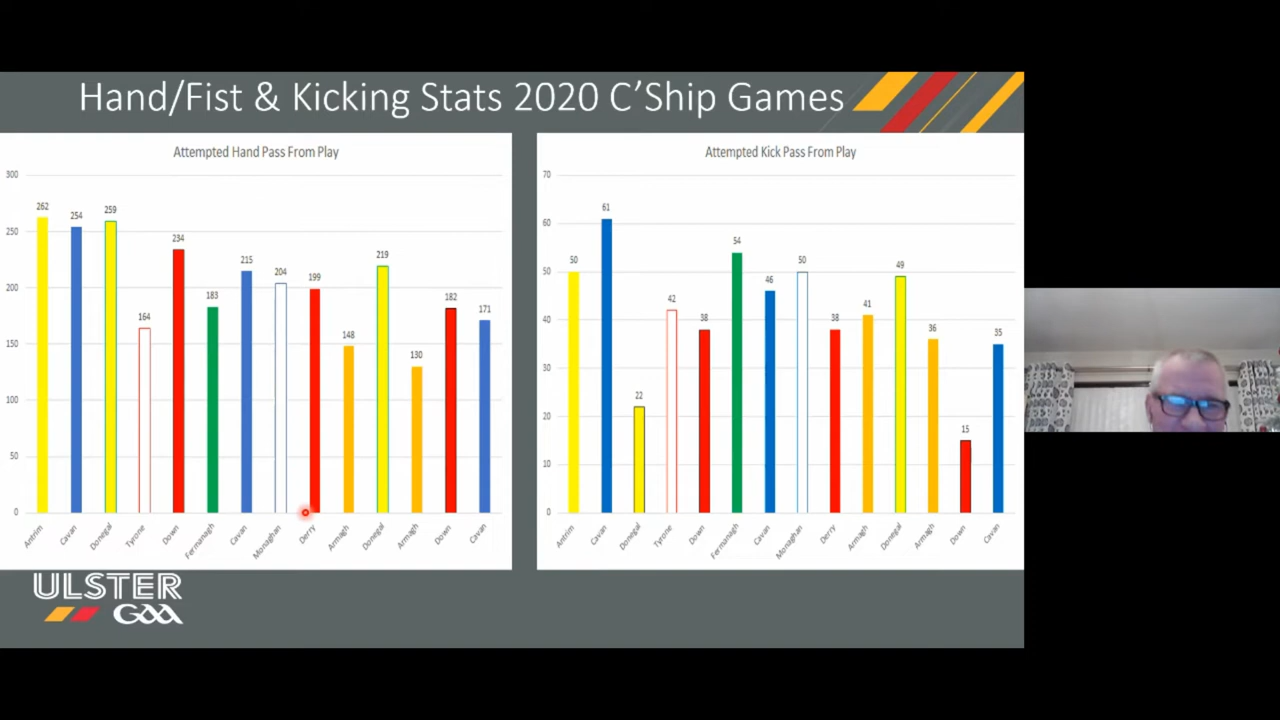 Hand/Fist & Kicking Stats 2020 C'Ship Games
Attempted Hand Pass From Play
300
250
200
150
100
50
0
262
254
259
164
234
183
215
204
199
148
219
130
182
171
Antrim
Cavan
Donegal
Tyrone
Down
Fermanagh
Cavan
Monaghan
Derry
Armagh
Donegal
Armagh
Down
Cavan
Attempted Kick Pass From Play
70
60
50
40
30
20
10
0
50
61
22
42
38
54
46
50
38
41
49
36
15
35
Antrim
Cavan
Donegal
Tyrone
Down
Fermanagh
Cavan
Monaghan
Derry
Armagh
Donegal
Armagh
Down
Cavan
ULSTER
GAA